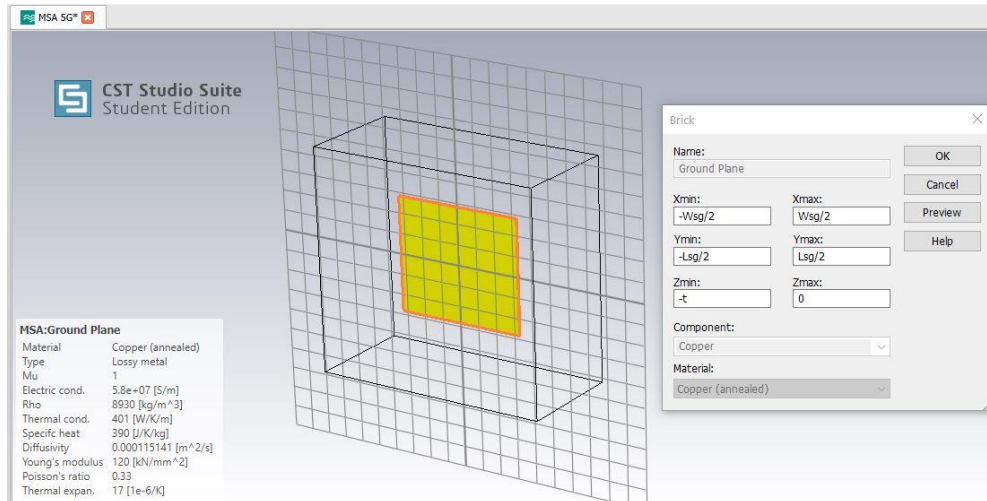 MSA 5G*
CST Studio Suite
Student Edition
Brick
Name:
Ground Plane
OK
Cancel
Xmin:
Xmax:
-Wsg/2
Wsg/2
Preview
Ymin:
Ymax:
Help
-Lsg/2
Lsg/2
Zmin:
Zmax:
-t
0
Component:
Copper
Material:
Copper (annealed)
MSA:Ground Plane
Material Copper (annealed)
Type Lossy metal
Mu 1
Electric cond. 5.8e+07 [S/m]
Rho 8930 [kg/m^3]
Thermal cond. 401 [W/K/m]
Specifc heat 390 [J/K/kg]
Diffusivity 0.000115141 [m^2/s]
Young's modulus 120 [kN/mm^2]
Poisson's ratio 0.33
Thermal expan. 17 [1e-6/K]